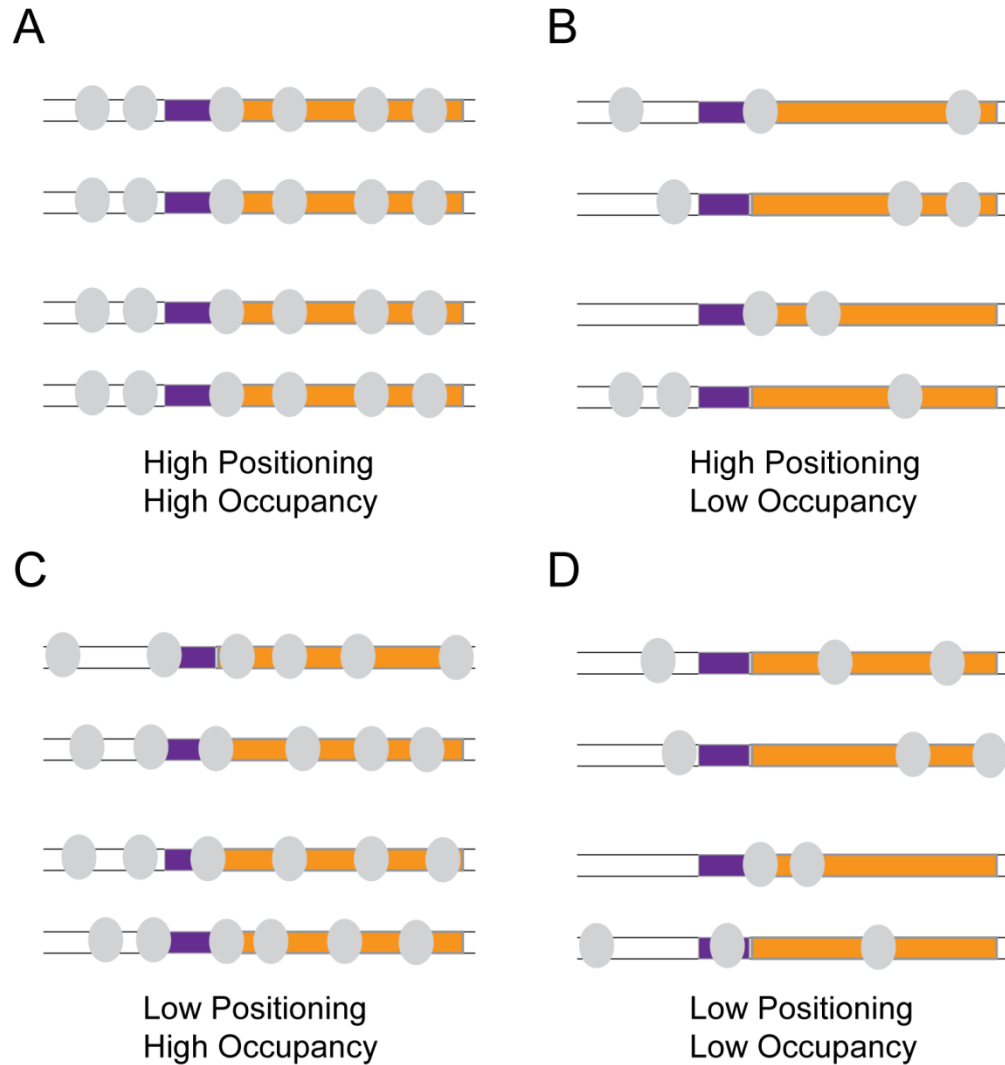 A
B
High Positioning
High Occupancy
High Positioning
Low Occupancy
C
D
Low Positioning
High Occupancy
Low Positioning
Low Occupancy